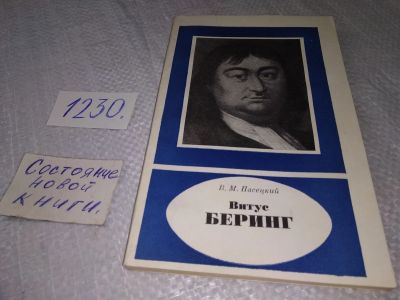 1230.
Состояние
новой
книги.
В. М. Пасецкий
Витус
БЕРИНГ